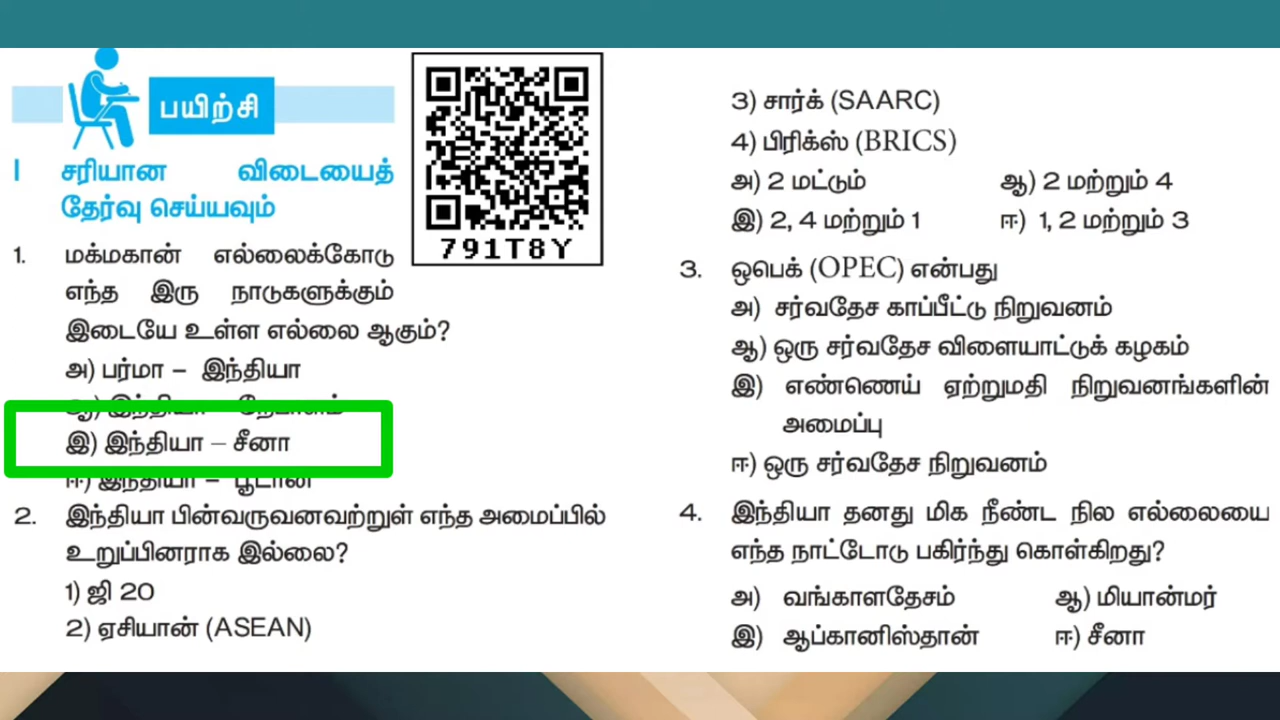 பயிற்சி
I சரியான விடையைத்
தேர்வு செய்யவும்
791T8Y
1. மக்மகான் எல்லைக்கோடு
எந்த இரு நாடுகளுக்கும்
இடையே உள்ள எல்லை ஆகும்?
அ) பர்மா – இந்தியா
ஆ) இந்தியா – நேபாளம்
இ) இந்தியா – சீனா
ஈ) இந்தியா – பூடான்
2. இந்தியா பின்வருவனவற்றுள் எந்த அமைப்பில்
உறுப்பினராக இல்லை?
1) ஜி 20
2) ஏசியான் (ASEAN)
3) சார்க் (SAARC)
4) பிரிக்ஸ் (BRICS)
அ) 2 மட்டும் ஆ) 2 மற்றும் 4
இ) 2, 4 மற்றும் 1 ஈ) 1, 2 மற்றும் 3
3. ஒபெக் (OPEC) என்பது
அ) சர்வதேச காப்பீட்டு நிறுவனம்
ஆ) ஒரு சர்வதேச விளையாட்டுக் கழகம்
இ) எண்ணெய் ஏற்றுமதி நிறுவனங்களின்
அமைப்பு
ஈ) ஒரு சர்வதேச நிறுவனம்
4. இந்தியா தனது மிக நீண்ட நில எல்லையை
எந்த நாட்டோடு பகிர்ந்து கொள்கிறது?
அ) வங்காளதேசம் ஆ) மியான்மர்
இ) ஆப்கானிஸ்தான் ஈ) சீனா